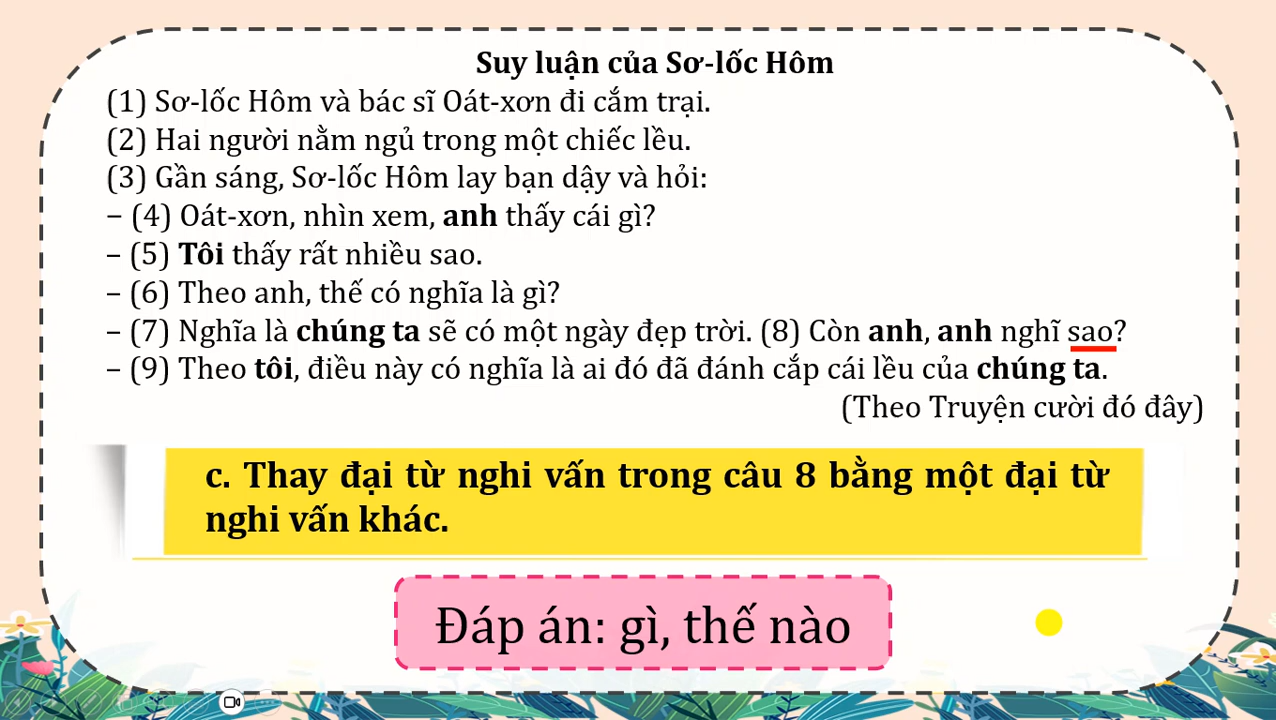 Suy luận của Sơ-lốc Hôm
(1) Sơ-lốc Hôm và bác sĩ Oát-xơn đi cắm trại.
(2) Hai người nằm ngủ trong một chiếc lều.
(3) Gần sáng, Sơ-lốc Hôm lay bạn dậy và hỏi:
– (4) Oát-xơn, nhìn xem, anh thấy cái gì?
– (5) Tôi thấy rất nhiều sao.
– (6) Theo anh, thế có nghĩa là gì?
– (7) Nghĩa là chúng ta sẽ có một ngày đẹp trời. (8) Còn anh, anh nghĩ sao?
– (9) Theo tôi, điều này có nghĩa là ai đó đã đánh cắp cái lều của chúng ta.
(Theo Truyện cười đó đây)
c. Thay đại từ nghi vấn trong câu 8 bằng một đại từ
nghi vấn khác.
Đáp án: gì, thế nào